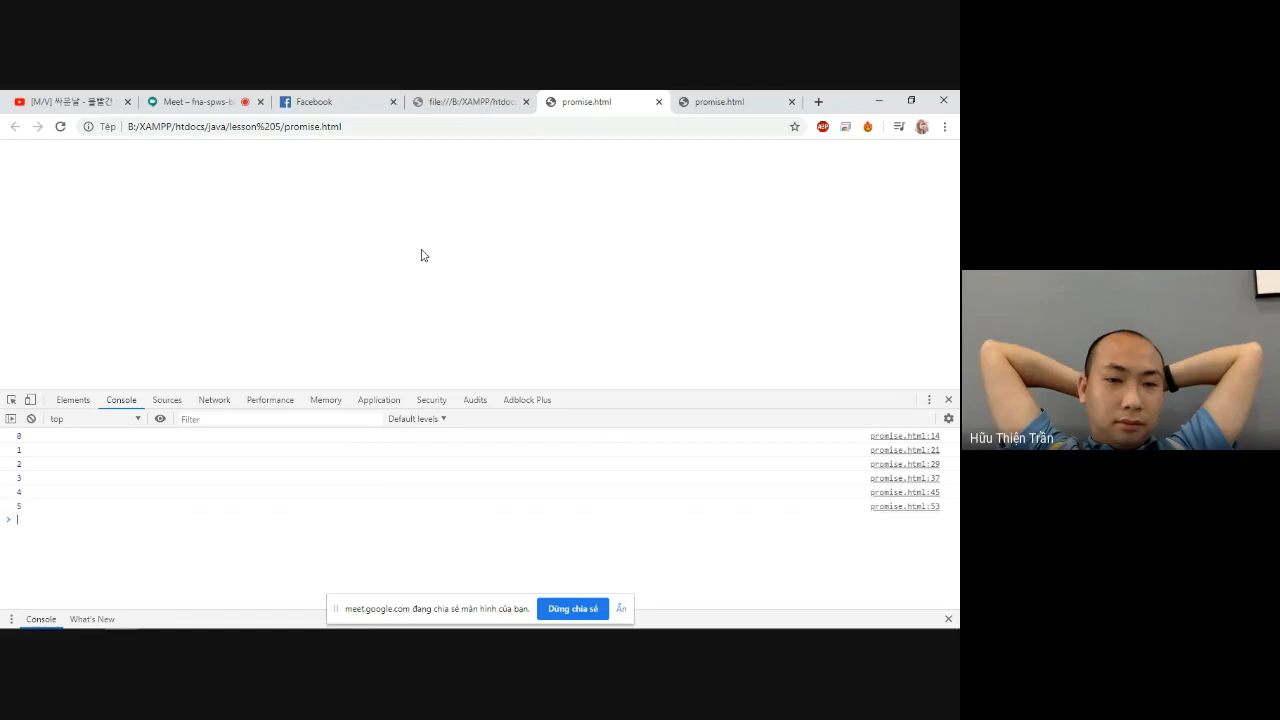 [M/V] 싸운날 - 볼빨간
Meet – fna-spws-b
Facebook
file:///B:/XAMPP/htdoc
promise.html
promise.html
Tệp
B:/XAMPP/htdocs/java/lesson%205/promise.html
ABP
Elements
Console
Sources
Network
Performance
Memory
Application
Security
Audits
Adblock Plus
top
Filter
Default levels
0 promise.html:14
1 promise.html:21
2 promise.html:29
3 promise.html:37
4 promise.html:45
5 promise.html:53
Hữu Thiện Trần
meet.google.com đang chia sẻ màn hình của bạn.
Dừng chia sẻ
Ẩn
Console
What's New